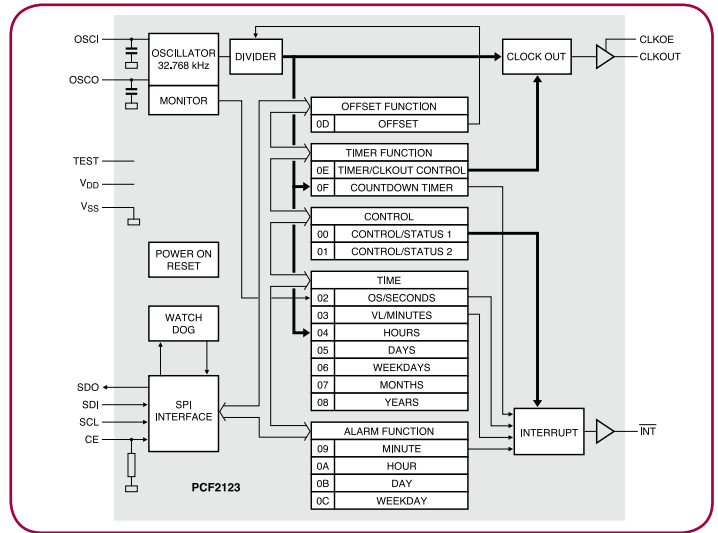 OSCI
OSCILLATOR
32.768 kHz
DIVIDER
CLOCK OUT
CLKOE
CLKOUT
OSCO
MONITOR
OFFSET FUNCTION
0D OFFSET
TEST
VDD
VSS
TIMER FUNCTION
0E TIMER/CLKOUT CONTROL
0F COUNTDOWN TIMER
CONTROL
00 CONTROL/STATUS 1
01 CONTROL/STATUS 2
POWER ON
RESET
TIME
02 OS/SECONDS
03 VL/MINUTES
04 HOURS
05 DAYS
06 WEEKDAYS
07 MONTHS
08 YEARS
WATCH
DOG
SDO
SDI
SCL
CE
SPI
INTERFACE
ALARM FUNCTION
09 MINUTE
0A HOUR
0B DAY
0C WEEKDAY
INTERRUPT
INT
PCF2123